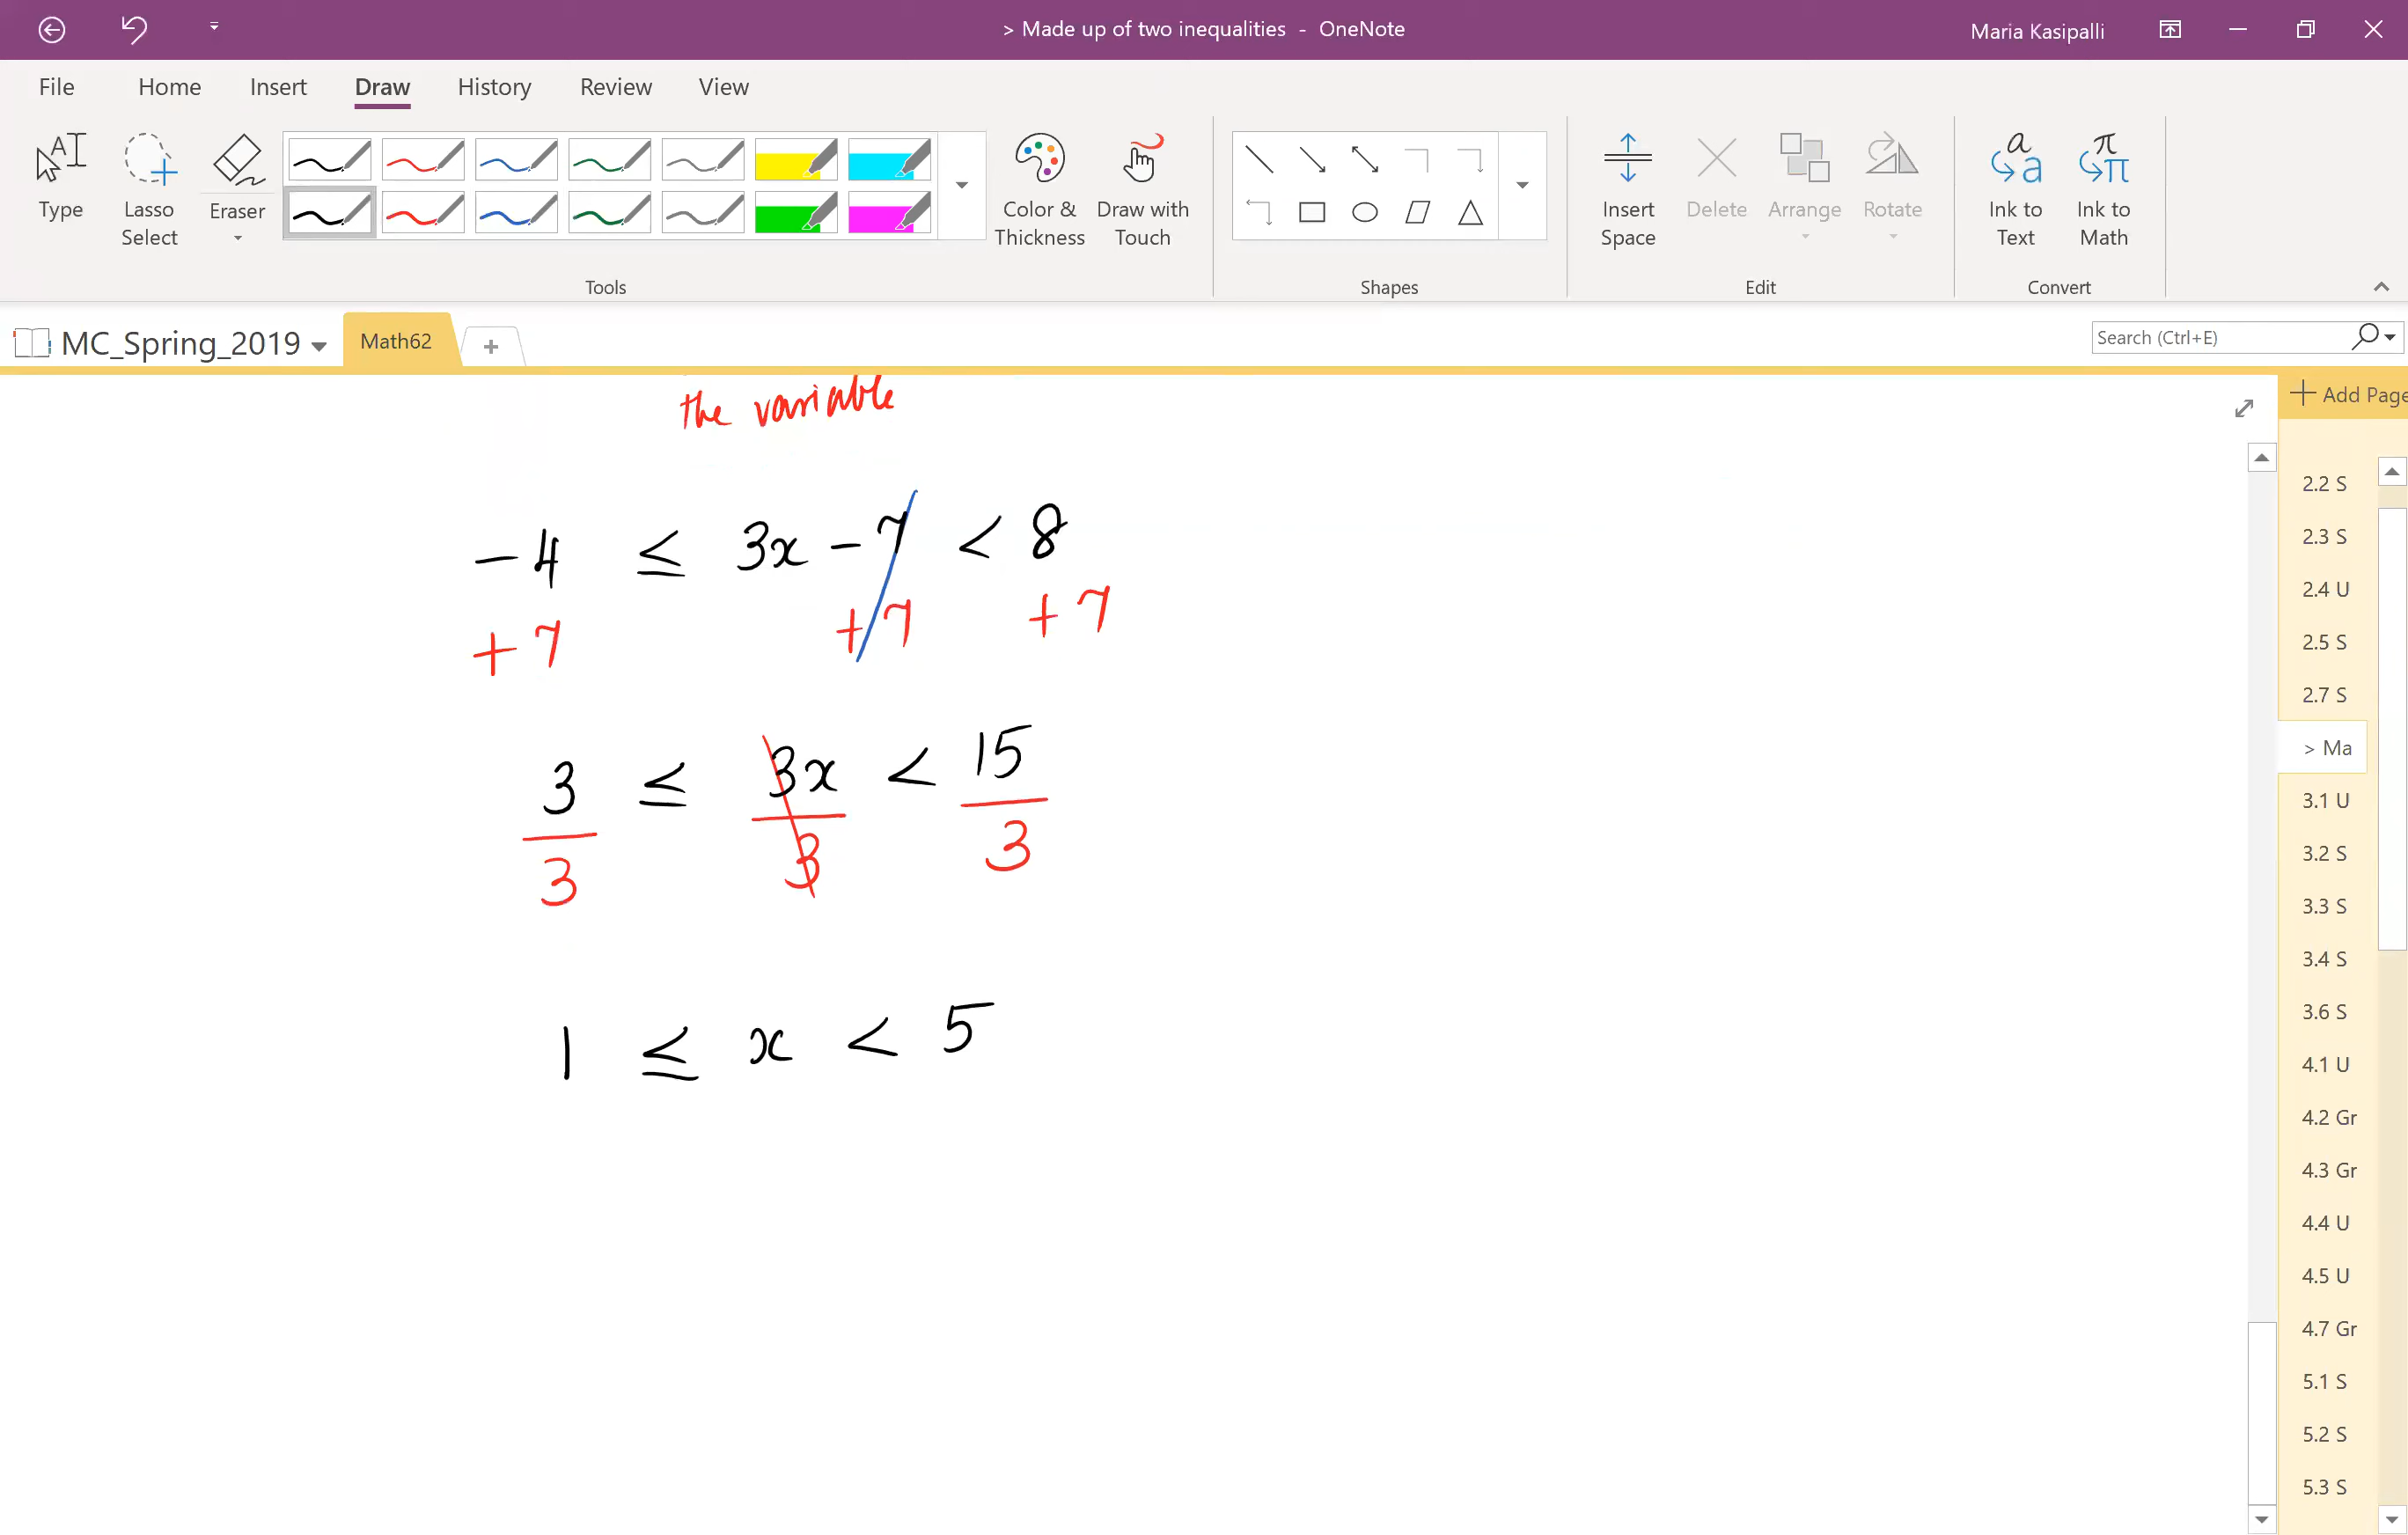 > Made up of two inequalities - OneNote
Maria Kasipalli
File Home Insert Draw History Review View
Type
Lasso Select
Eraser
Color & Thickness
Draw with Touch
Insert Space
Delete
Arrange
Rotate
Ink to Text
Ink to Math
Tools
Shapes
Edit
Convert
MC_Spring_2019
Math62
Search (Ctrl+E)
Add Page
the variable
-4 ≤ 3x - 7 < 8
+7 +7 +7
3 ≤ 3x < 15
3 3 3
1 ≤ x < 5
2.2 S
2.3 S
2.4 U
2.5 S
2.7 S
> Ma
3.1 U
3.2 S
3.3 S
3.4 S
3.6 S
4.1 U
4.2 Gr
4.3 Gr
4.4 U
4.5 U
4.7 Gr
5.1 S
5.2 S
5.3 S